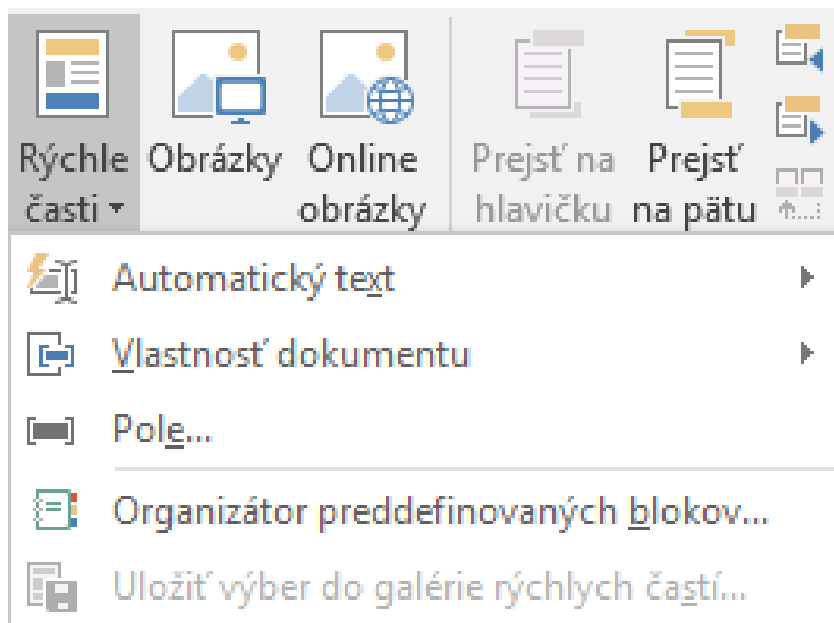 Rýchle časti
Obrázky
Online obrázky
Prejsť na hlavičku
Prejsť na pätu
Automatický text
Vlastnosť dokumentu
Pole...
Organizátor preddefinovaných blokov...
Uložiť výber do galérie rýchlych častí...